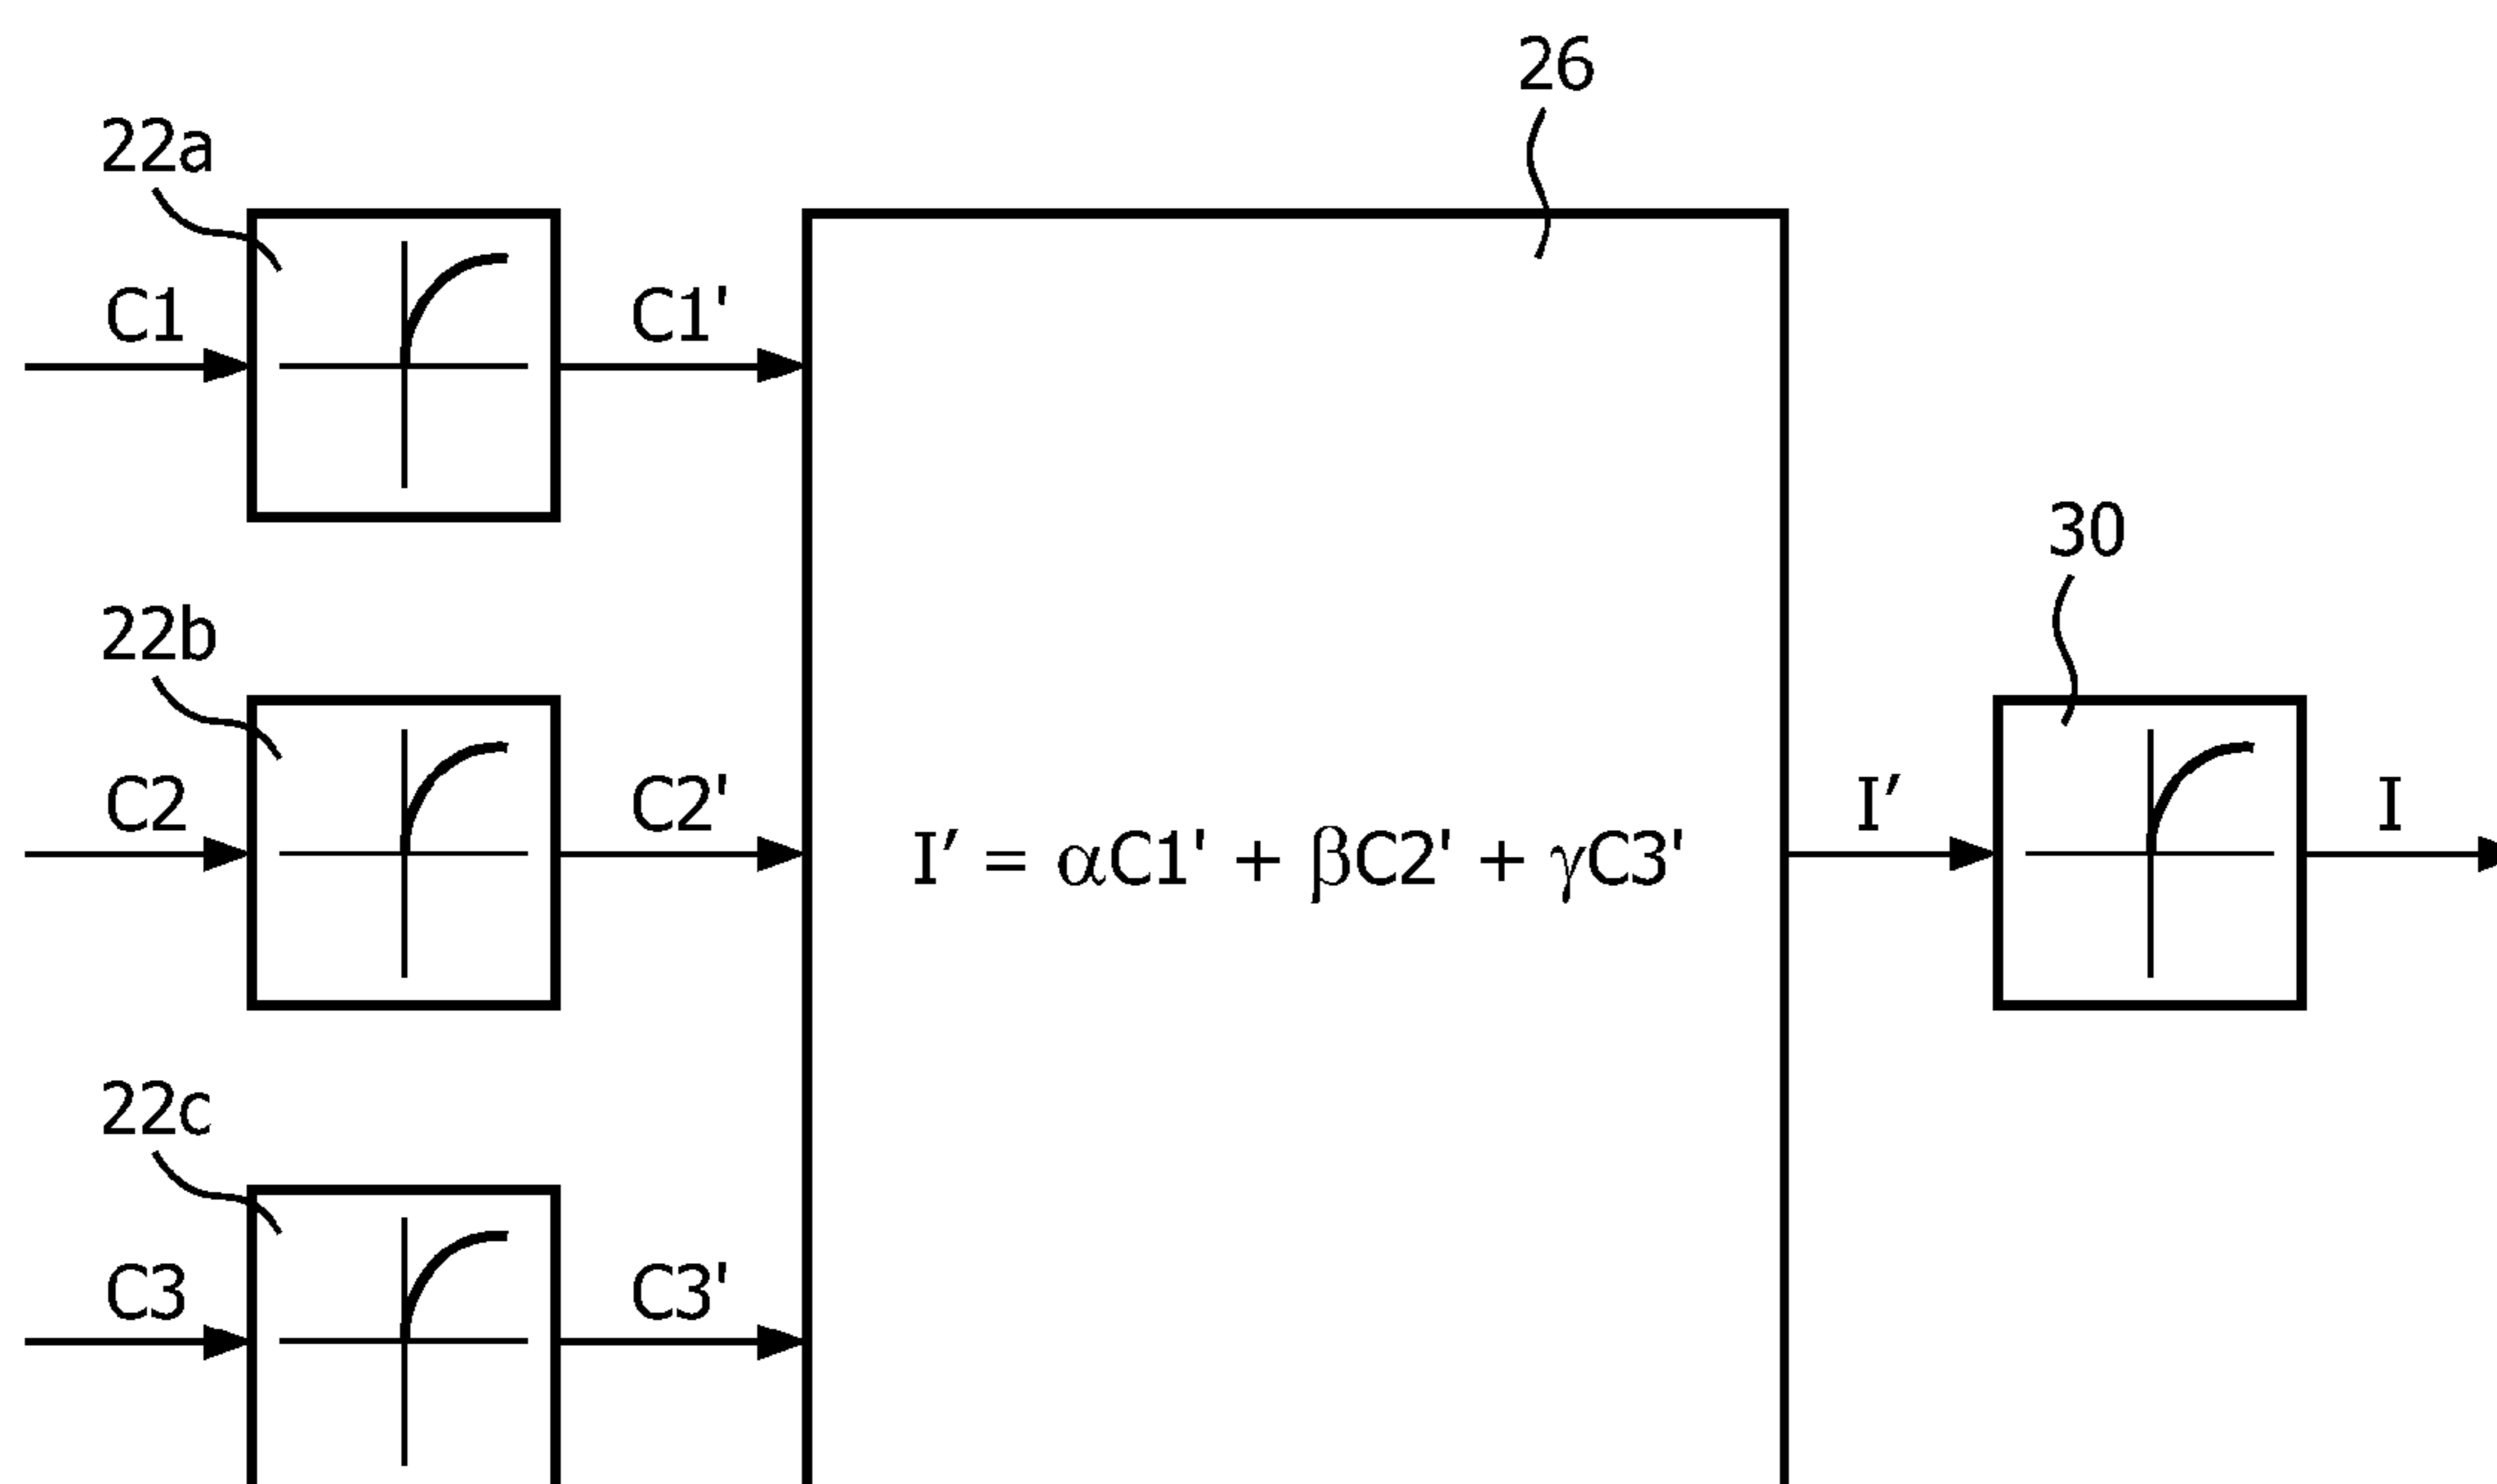 26
22a
C1
C1'
30
22b
C2
C2'
I′ = αC1' + βC2' + γC3'
I′
I
22c
C3
C3'